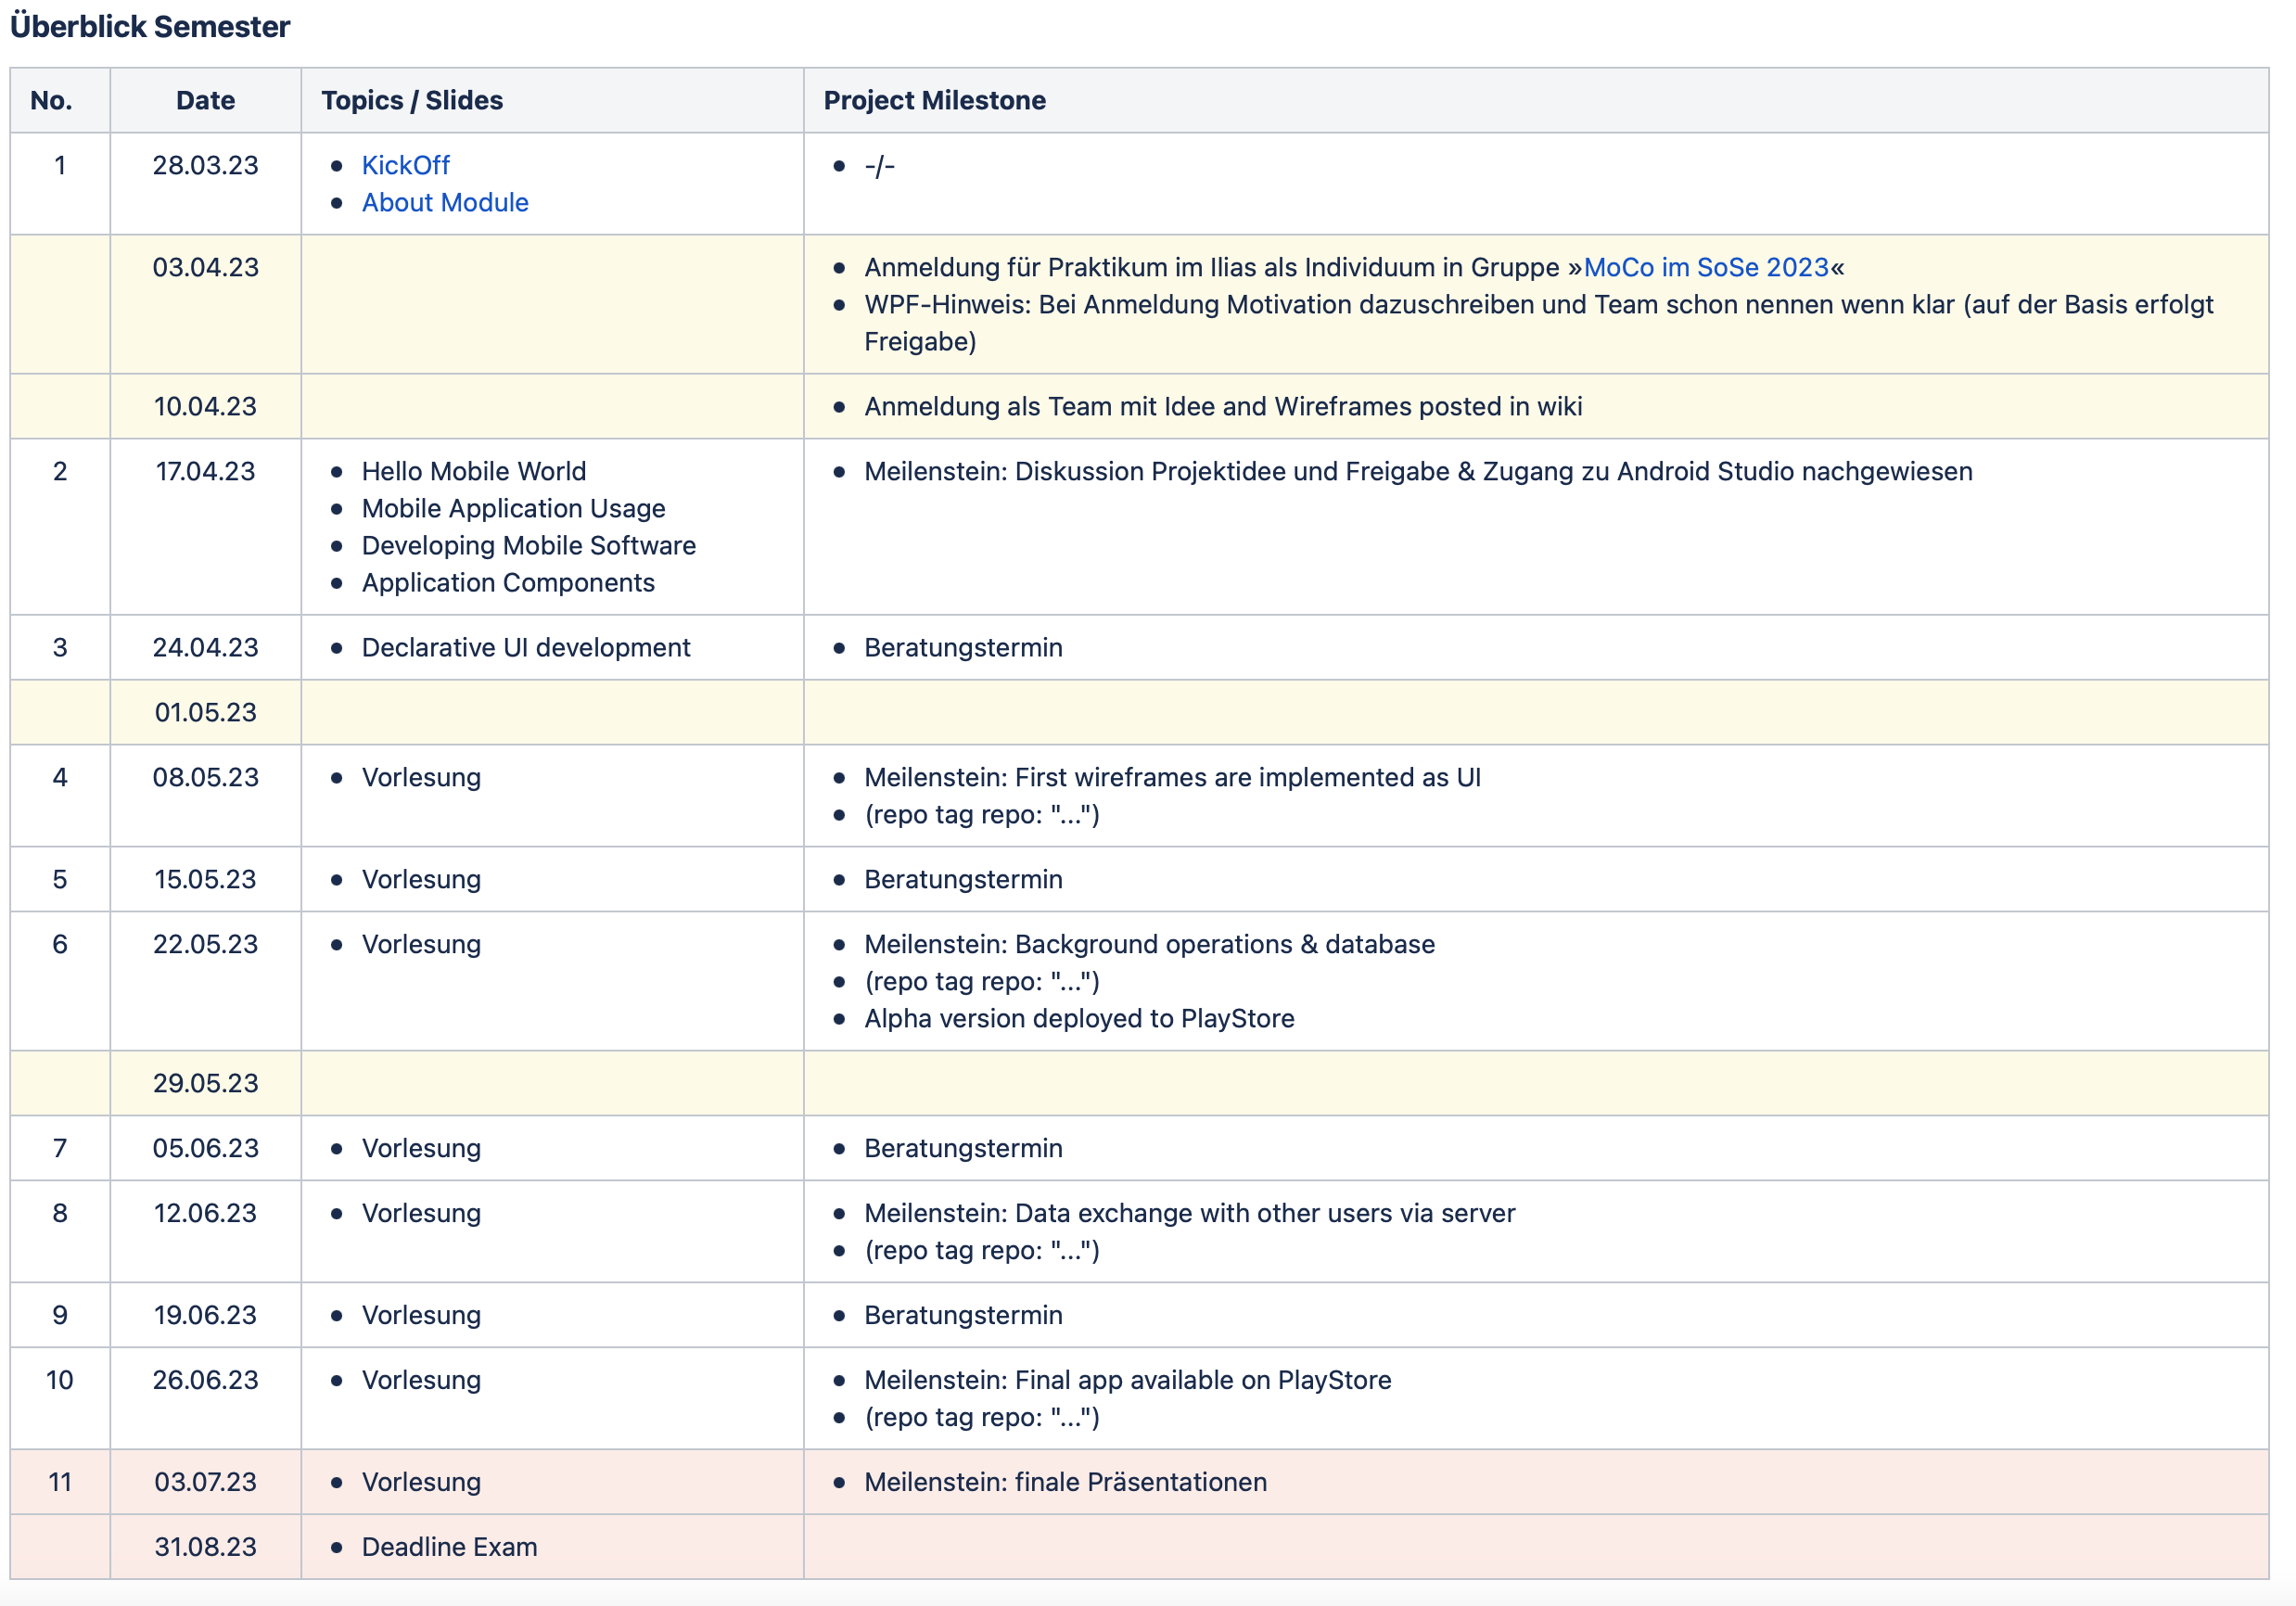 Überblick Semester
No. Date Topics / Slides Project Milestone
1 28.03.23 • KickOff • -/-
• About Module
03.04.23 • Anmeldung für Praktikum im Ilias als Individuum in Gruppe »MoCo im SoSe 2023«
• WPF-Hinweis: Bei Anmeldung Motivation dazuschreiben und Team schon nennen wenn klar (auf der Basis erfolgt
Freigabe)
10.04.23 • Anmeldung als Team mit Idee and Wireframes posted in wiki
2 17.04.23 • Hello Mobile World • Meilenstein: Diskussion Projektidee und Freigabe & Zugang zu Android Studio nachgewiesen
• Mobile Application Usage
• Developing Mobile Software
• Application Components
3 24.04.23 • Declarative UI development • Beratungstermin
01.05.23
4 08.05.23 • Vorlesung • Meilenstein: First wireframes are implemented as UI
• (repo tag repo: "...")
5 15.05.23 • Vorlesung • Beratungstermin
6 22.05.23 • Vorlesung • Meilenstein: Background operations & database
• (repo tag repo: "...")
• Alpha version deployed to PlayStore
29.05.23
7 05.06.23 • Vorlesung • Beratungstermin
8 12.06.23 • Vorlesung • Meilenstein: Data exchange with other users via server
• (repo tag repo: "...")
9 19.06.23 • Vorlesung • Beratungstermin
10 26.06.23 • Vorlesung • Meilenstein: Final app available on PlayStore
• (repo tag repo: "...")
11 03.07.23 • Vorlesung • Meilenstein: finale Präsentationen
31.08.23 • Deadline Exam